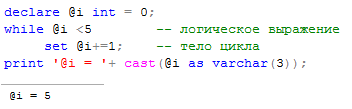 declare @i int = 0;
while @i <5 -- логическое выражение
set @i+=1; -- тело цикла
print '@i = '+ cast(@i as varchar(3));
@i = 5